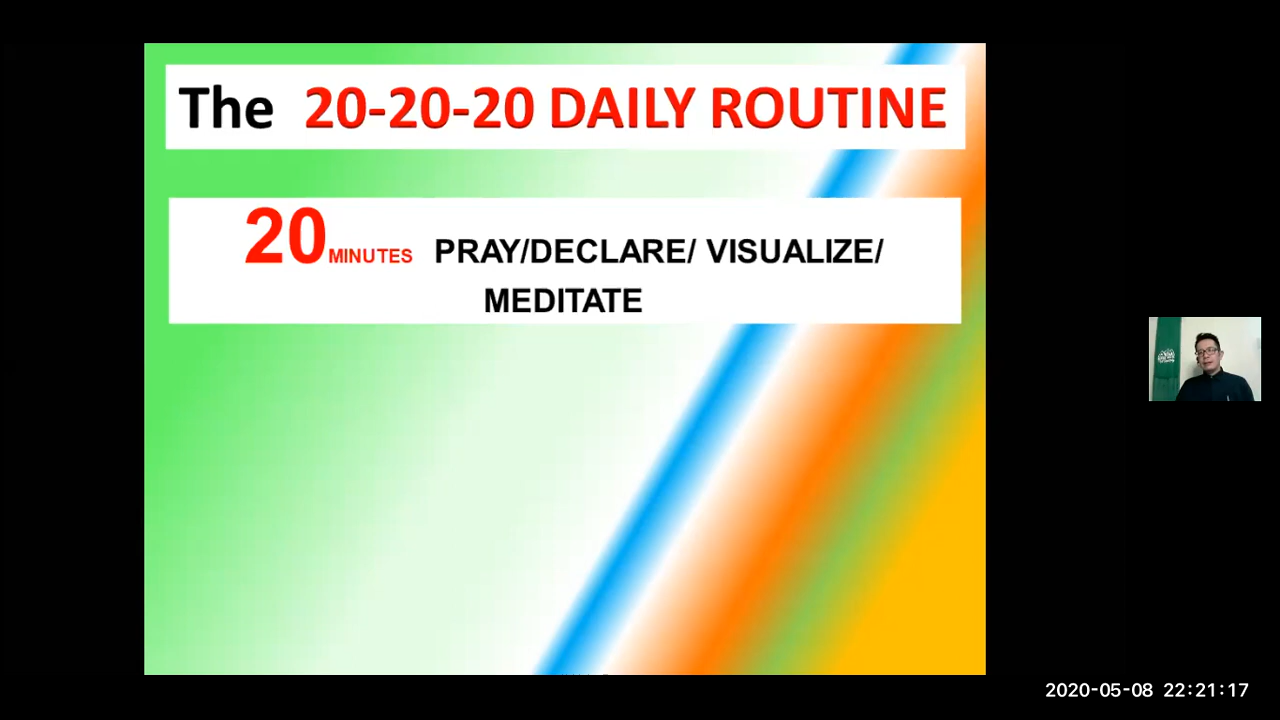 The 20-20-20 DAILY ROUTINE
20 MINUTES PRAY/DECLARE/ VISUALIZE/
MEDITATE
2020-05-08 22:21:17